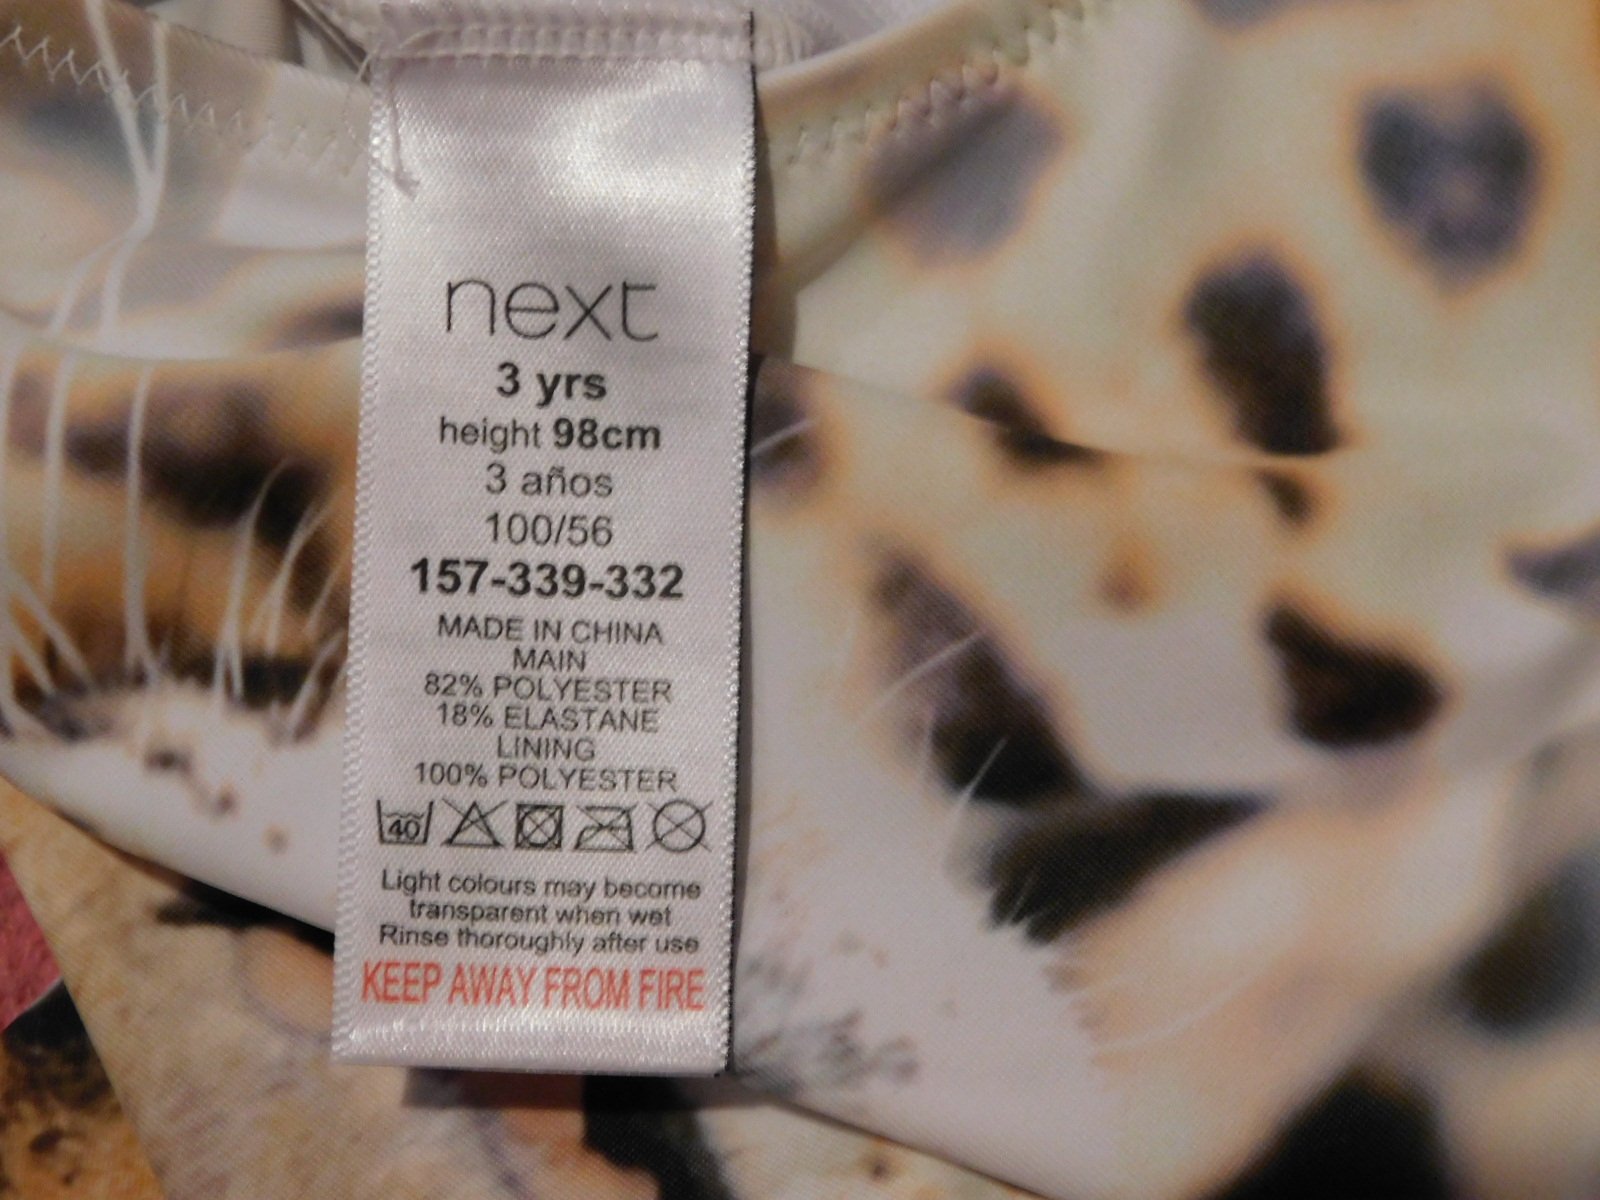 next
3 yrs
height 98cm
3 años
100/56
157-339-332
MADE IN CHINA
MAIN
82% POLYESTER
18% ELASTANE
LINING
100% POLYESTER
40
Light colours may become
transparent when wet
Rinse thoroughly after use
KEEP AWAY FROM FIRE